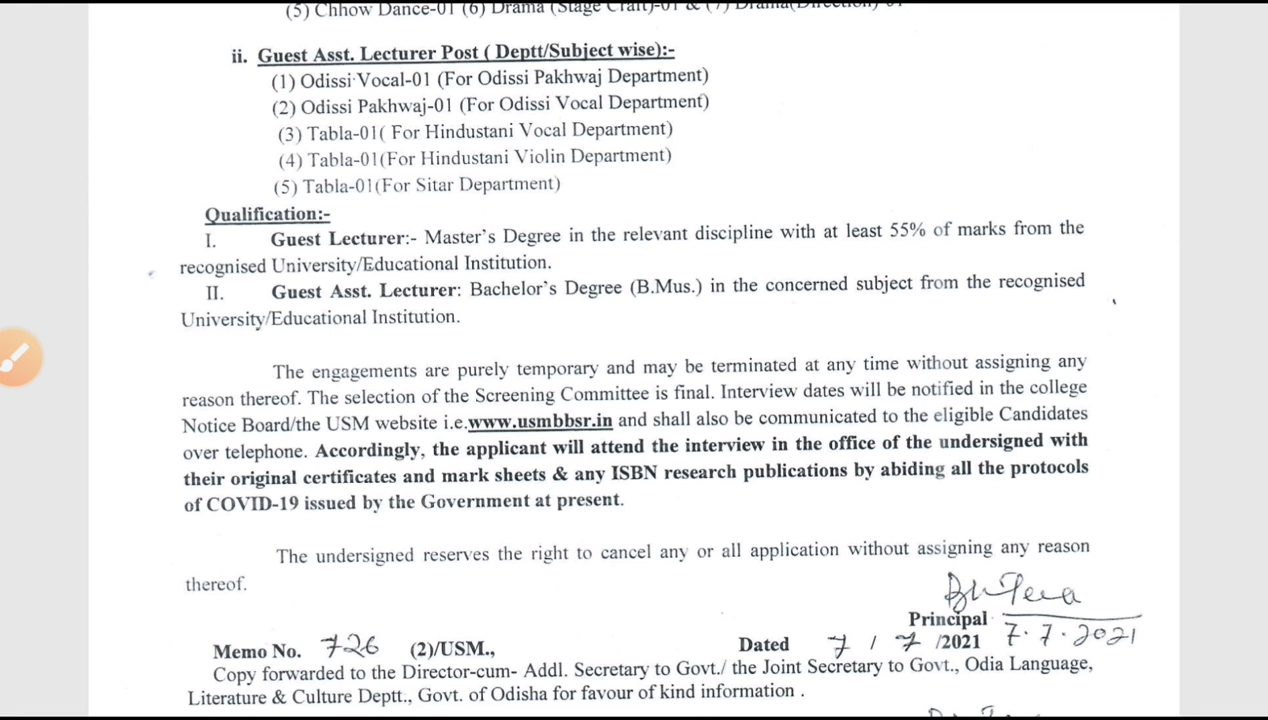 (5) Chhow Dance-01 (6) Drama (Stage Craft)-01 & (7) Drama(Direction)-01
ii. Guest Asst. Lecturer Post ( Deptt/Subject wise):-
(1) Odissi Vocal-01 (For Odissi Pakhwaj Department)
(2) Odissi Pakhwaj-01 (For Odissi Vocal Department)
(3) Tabla-01( For Hindustani Vocal Department)
(4) Tabla-01(For Hindustani Violin Department)
(5) Tabla-01(For Sitar Department)
Qualification:-
I. Guest Lecturer:- Master's Degree in the relevant discipline with at least 55% of marks from the
recognised University/Educational Institution.
II. Guest Asst. Lecturer: Bachelor's Degree (B.Mus.) in the concerned subject from the recognised
University/Educational Institution.
The engagements are purely temporary and may be terminated at any time without assigning any
reason thereof. The selection of the Screening Committee is final. Interview dates will be notified in the college
Notice Board/the USM website i.e.www.usmbbsr.in and shall also be communicated to the eligible Candidates
over telephone. Accordingly, the applicant will attend the interview in the office of the undersigned with
their original certificates and mark sheets & any ISBN research publications by abiding all the protocols
of COVID-19 issued by the Government at present.
The undersigned reserves the right to cancel any or all application without assigning any reason
thereof.
Principal
7.7.2021
Memo No. 726 (2)/USM., Dated 7 / 7 /2021
Copy forwarded to the Director-cum- Addl. Secretary to Govt./ the Joint Secretary to Govt., Odia Language,
Literature & Culture Deptt., Govt. of Odisha for favour of kind information .